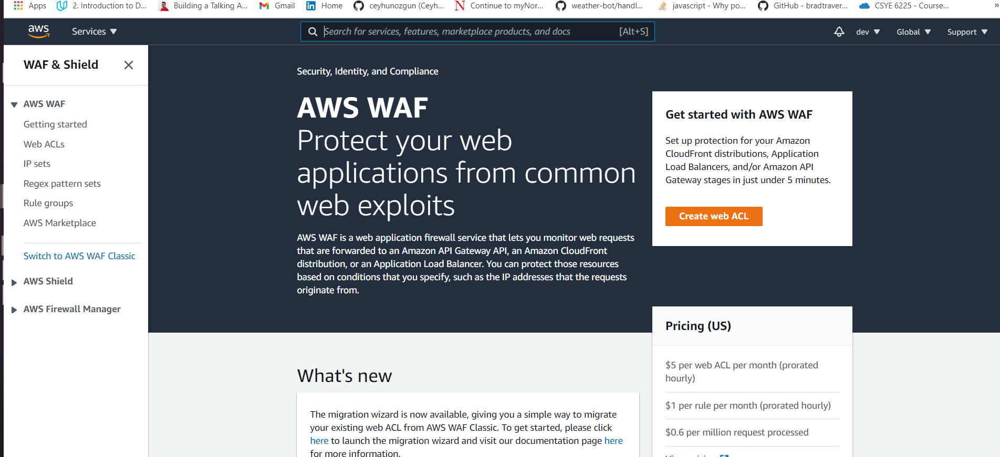 Apps 2. Introduction to D... Building a Talking A... Gmail Home ceyhunozgun (Ceyh... Continue to myNor... weather-bot/handl... javascript - Why po... GitHub - bradtraver... CSYE 6225 - Course... »
aws Services Search for services, features, marketplace products, and docs [Alt+S] dev Global Support
WAF & Shield
AWS WAF
Getting started
Web ACLs
IP sets
Regex pattern sets
Rule groups
AWS Marketplace
Switch to AWS WAF Classic
AWS Shield
AWS Firewall Manager
Security, Identity, and Compliance
AWS WAF
Protect your web
applications from common
web exploits
AWS WAF is a web application firewall service that lets you monitor web requests
that are forwarded to an Amazon API Gateway API, an Amazon CloudFront
distribution, or an Application Load Balancer. You can protect those resources
based on conditions that you specify, such as the IP addresses that the requests
originate from.
Get started with AWS WAF
Set up protection for your Amazon
CloudFront distributions, Application
Load Balancers, and/or Amazon API
Gateway stages in just under 5 minutes.
Create web ACL
What's new
The migration wizard is now available, giving you a simple way to migrate
your existing web ACL from AWS WAF Classic. To get started, please click
here to launch the migration wizard and visit our documentation page here
for more information.
Pricing (US)
$5 per web ACL per month (prorated
hourly)
$1 per rule per month (prorated hourly)
$0.6 per million request processed